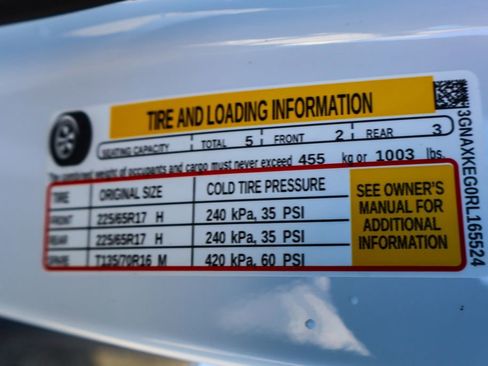 TIRE AND LOADING INFORMATION
SEATING CAPACITY TOTAL 5 FRONT 2 REAR 3
The combined weight of occupants and cargo must never exceed 455 kg or 1003 lbs.
TIRE ORIGINAL SIZE COLD TIRE PRESSURE
FRONT 225/65R17 H 240 kPa, 35 PSI
REAR 225/65R17 H 240 kPa, 35 PSI
SPARE T135/70R16 M 420 kPa, 60 PSI
SEE OWNER'S
MANUAL FOR
ADDITIONAL
INFORMATION
3GNAXKEG0RL165524